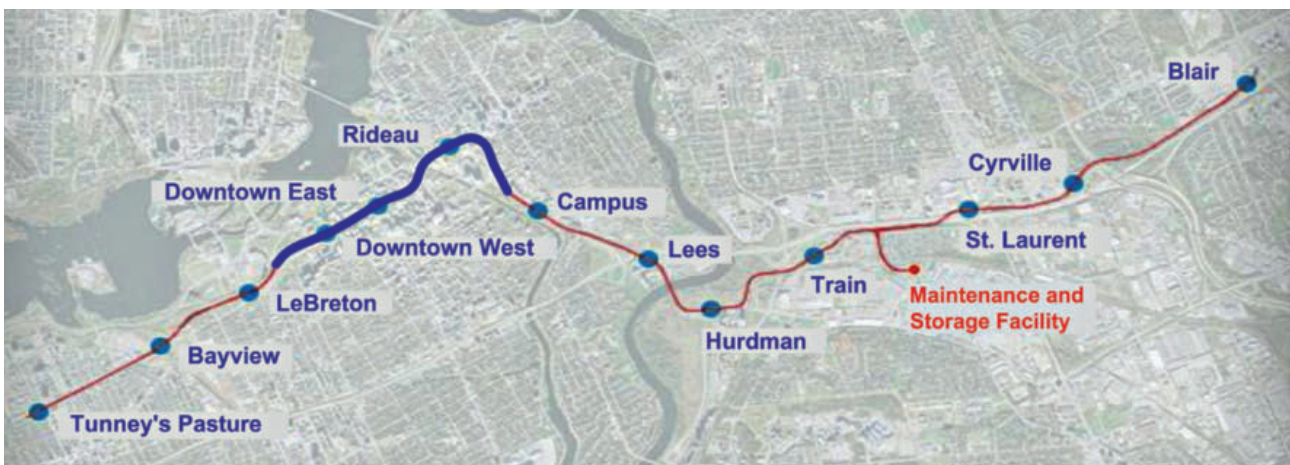 Blair
Rideau
Cyrville
Downtown East
Campus
Downtown West
St. Laurent
Lees
Train
LeBreton
Maintenance and
Storage Facility
Hurdman
Bayview
Tunney's Pasture